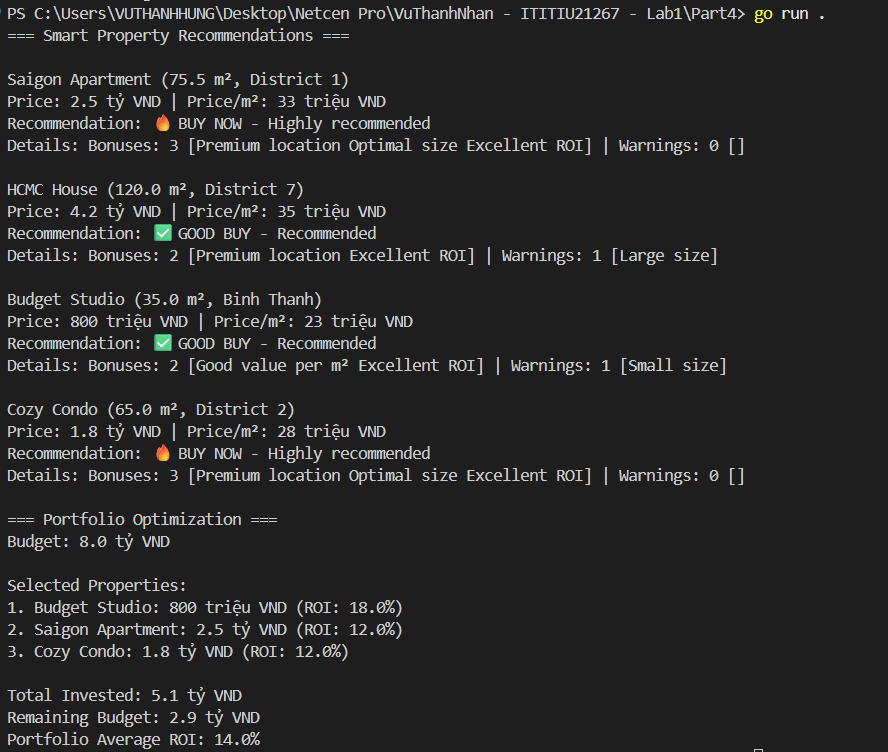 PS C:\Users\VUTHANHHUNG\Desktop\Netcen Pro\VuThanhNhan - ITITIU21267 - Lab1\Part4> go run .
=== Smart Property Recommendations ===
Saigon Apartment (75.5 m², District 1)
Price: 2.5 tỷ VND | Price/m²: 33 triệu VND
Recommendation: 🔥 BUY NOW - Highly recommended
Details: Bonuses: 3 [Premium location Optimal size Excellent ROI] | Warnings: 0 []
HCMC House (120.0 m², District 7)
Price: 4.2 tỷ VND | Price/m²: 35 triệu VND
Recommendation: ✅ GOOD BUY - Recommended
Details: Bonuses: 2 [Premium location Excellent ROI] | Warnings: 1 [Large size]
Budget Studio (35.0 m², Binh Thanh)
Price: 800 triệu VND | Price/m²: 23 triệu VND
Recommendation: ✅ GOOD BUY - Recommended
Details: Bonuses: 2 [Good value per m² Excellent ROI] | Warnings: 1 [Small size]
Cozy Condo (65.0 m², District 2)
Price: 1.8 tỷ VND | Price/m²: 28 triệu VND
Recommendation: 🔥 BUY NOW - Highly recommended
Details: Bonuses: 3 [Premium location Optimal size Excellent ROI] | Warnings: 0 []
=== Portfolio Optimization ===
Budget: 8.0 tỷ VND
Selected Properties:
1. Budget Studio: 800 triệu VND (ROI: 18.0%)
2. Saigon Apartment: 2.5 tỷ VND (ROI: 12.0%)
3. Cozy Condo: 1.8 tỷ VND (ROI: 12.0%)
Total Invested: 5.1 tỷ VND
Remaining Budget: 2.9 tỷ VND
Portfolio Average ROI: 14.0%